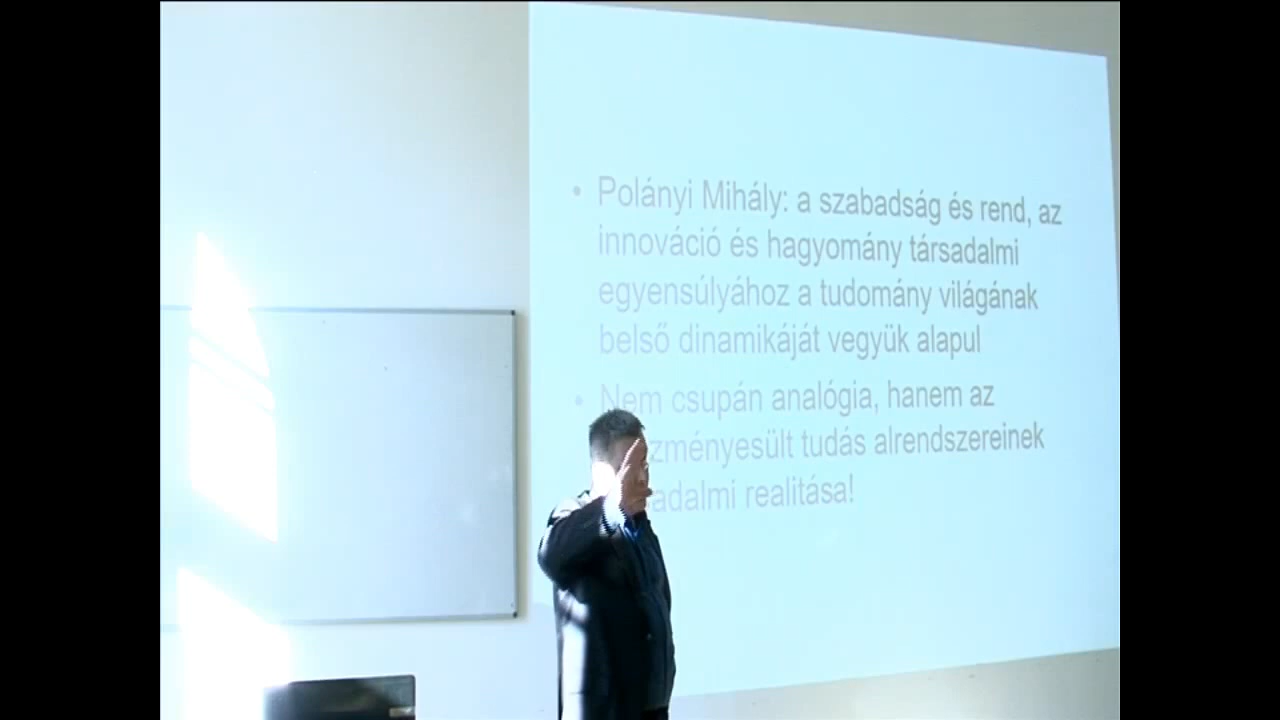 • Polányi Mihály: a szabadság és rend, az
innováció és hagyomány társadalmi
egyensúlyához a tudomány világának
belső dinamikáját vegyük alapul
• Nem csupán analógia, hanem az
tudás alrendszereinek
realitása!